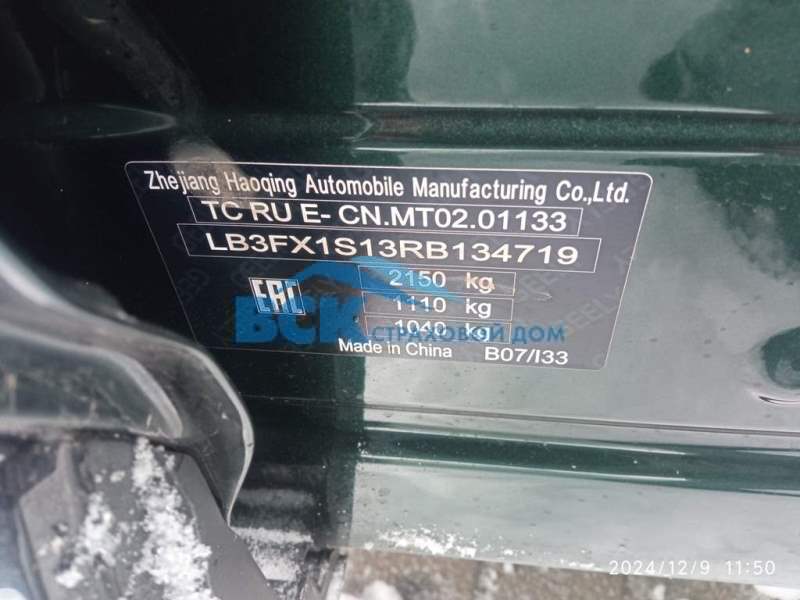 Zhejiang Haoqing Automobile Manufacturing Co.,Ltd.
TC RU E- CN.MT02.01133
LB3FX1S13RB134719
2150 kg
EAC 1110 kg
ВСК СТРАХОВОЙ ДОМ
1040 kg
Made in China B07/I33
2024/12/9 11:50